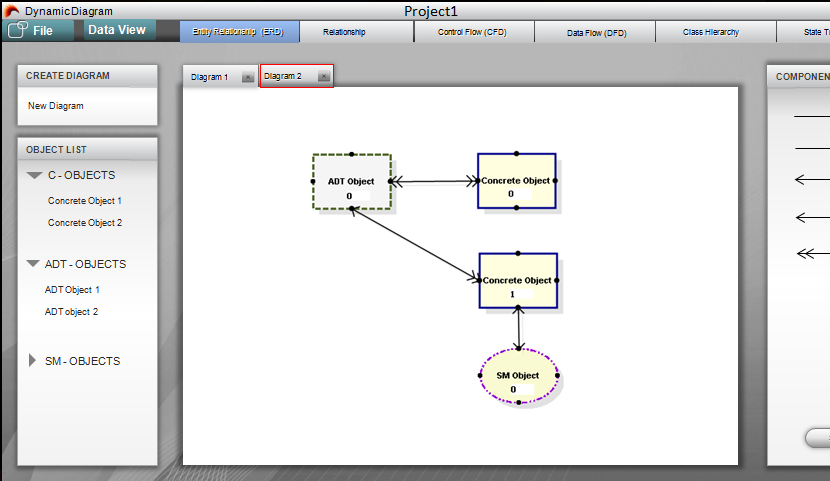 DynamicDiagram
Project1
File
Data View
Entity Relationship (ERD)
Relationship
Control Flow (CFD)
Data Flow (DFD)
Class Hierarchy
State
CREATE DIAGRAM
New Diagram
OBJECT LIST
C - OBJECTS
Concrete Object 1
Concrete Object 2
ADT - OBJECTS
ADT Object 1
ADT object 2
SM - OBJECTS
Diagram 1
Diagram 2
ADT Object
0
Concrete Object
0
Concrete Object
1
SM Object
0
COMPONEN